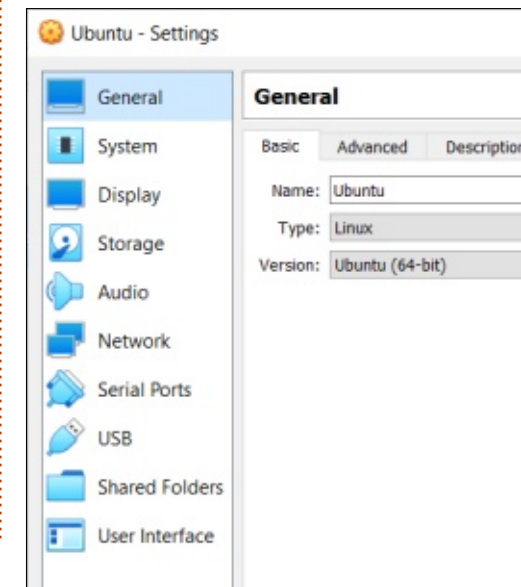 Ubuntu - Settings
General
System
Display
Storage
Audio
Network
Serial Ports
USB
Shared Folders
User Interface
General
Basic Advanced Description
Name: Ubuntu
Type: Linux
Version: Ubuntu (64-bit)